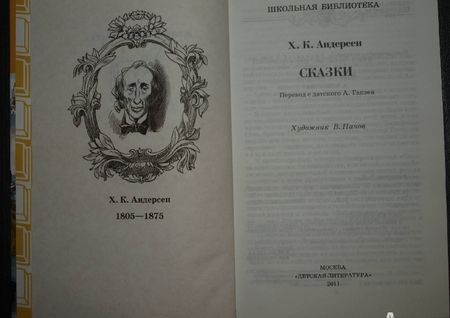 Х. К. Андерсен
1805—1875
ШКОЛЬНАЯ БИБЛИОТЕКА
Х. К. Андерсен
СКАЗКИ
Перевод с датского А. Ганзен
Художник В. Панов
МОСКВА
«ДЕТСКАЯ ЛИТЕРАТУРА»
2011